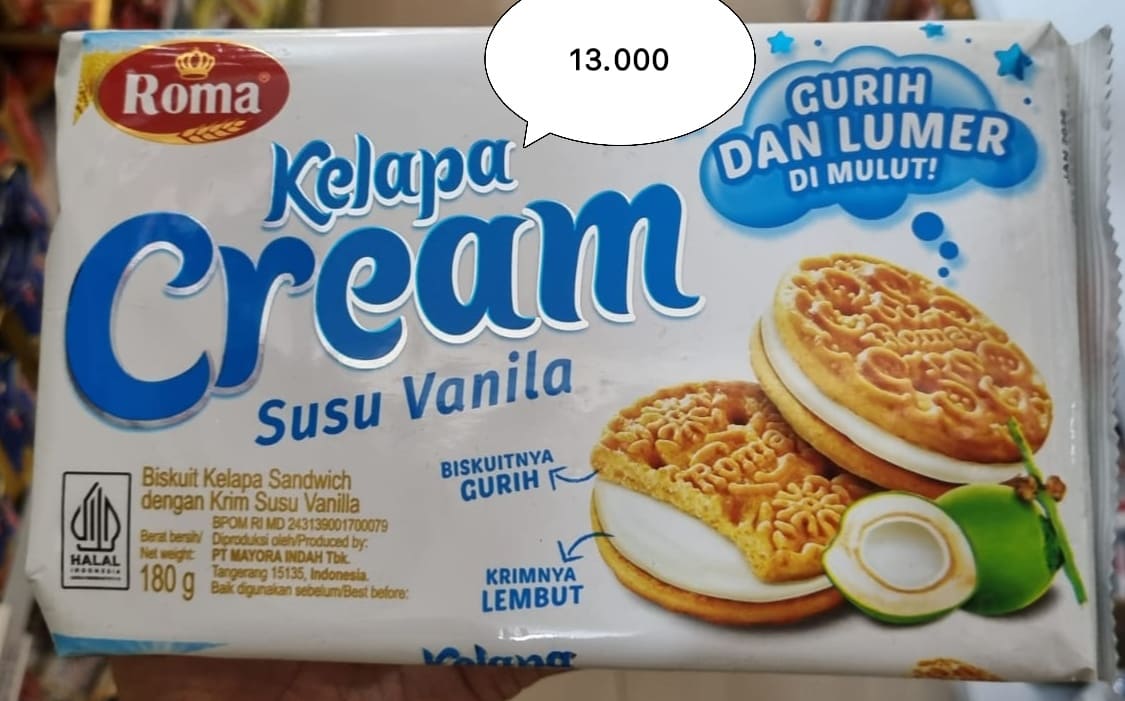 13.000
Roma
Kelapa
Cream
Susu Vanila
GURIH
DAN LUMER
DI MULUT!
BISKUITNYA
GURIH
KRIMNYA
LEMBUT
HALAL
INDONESIA
Biskuit Kelapa Sandwich
dengan Krim Susu Vanilla
BPOM RI MD 243139001700079
Berat bersih/
Net weight:
180 g
Diproduksi oleh/Produced by:
PT MAYORA INDAH Tbk.
Tangerang 15135, Indonesia.
Baik digunakan sebelum/Best before:
Roma
Roma
Kelapa